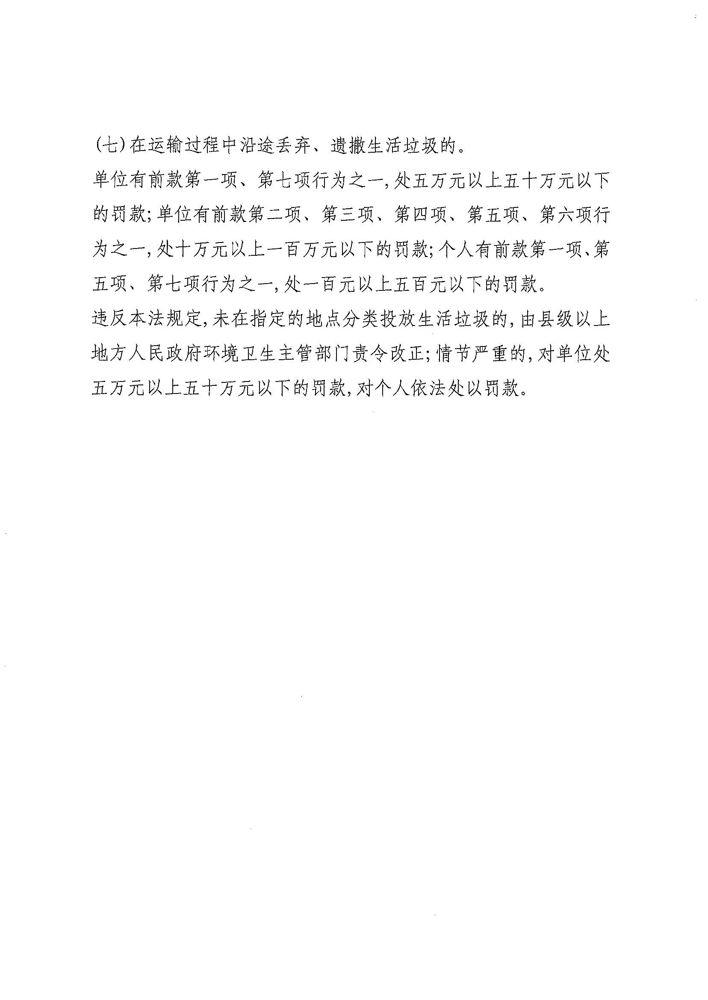 (七)在运输过程中沿途丢弃、遗撒生活垃圾的。
单位有前款第一项、第七项行为之一,处五万元以上五十万元以下
的罚款;单位有前款第二项、第三项、第四项、第五项、第六项行
为之一,处十万元以上一百万元以下的罚款;个人有前款第一项、第
五项、第七项行为之一,处一百元以上五百元以下的罚款。
违反本法规定,未在指定的地点分类投放生活垃圾的,由县级以上
地方人民政府环境卫生主管部门责令改正;情节严重的,对单位处
五万元以上五十万元以下的罚款,对个人依法处以罚款。